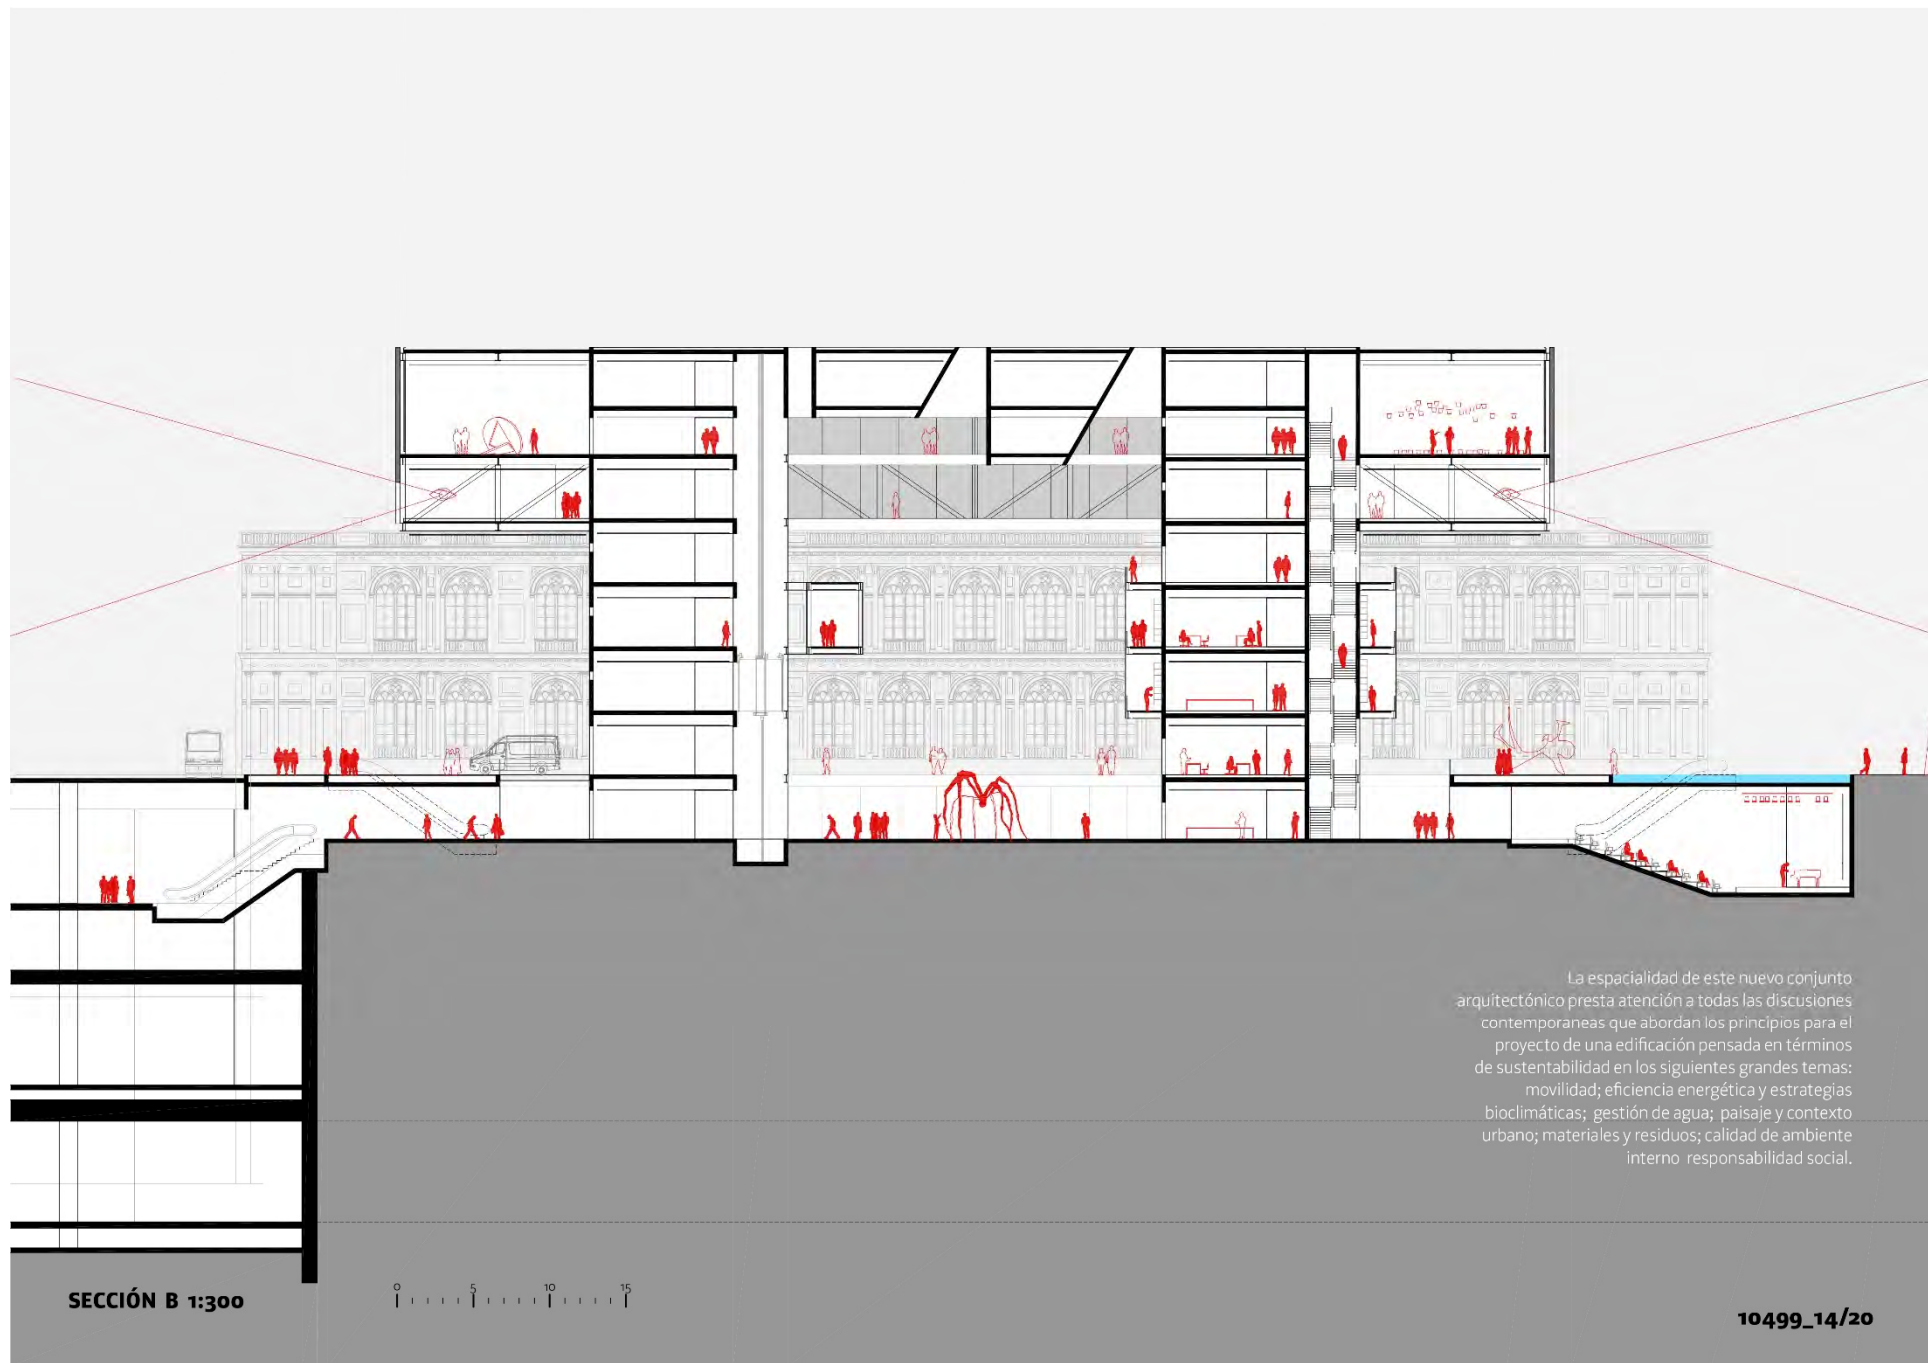 La espacialidad de este nuevo conjunto
arquitectónico presta atención a todas las discusiones
contemporaneas que abordan los princípios para el
proyecto de una edificación pensada en términos
de sustentabilidad en los siguientes grandes temas:
movilidad; eficiencia energética y estrategias
bioclimáticas; gestión de agua; paisaje y contexto
urbano; materiales y residuos; calidad de ambiente
interno responsabilidad social.
SECCIÓN B 1:300
0 5 10 15
10499_14/20